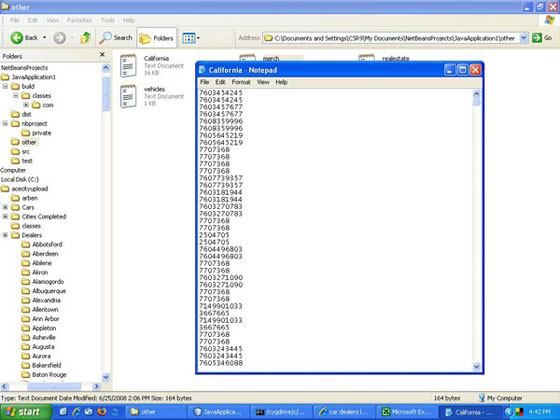 other
File Edit View Favorites Tools Help
Back Search Folders
Address C:\Documents and Settings\CSR9\My Documents\NetBeansProjects\JavaApplication1\other Go
Folders
NetBeansProjects
JavaApplication1
build
classes
com
dist
nbproject
private
other
src
test
Computer
Local Disk (C:)
acecityupload
arben
Cars
Cities Completed
classes
Dealers
Abbotsford
Aberdeen
Abilene
Akron
Alamogordo
Albuquerque
Alexandria
Allentown
Ann Arbor
Appleton
Asheville
Augusta
Aurora
Bakersfield
Baton Rouge
California
Text Document
16 KB
merch
realestate
vehicles
Text Document
1 KB
California - Notepad
File Edit Format View Help
7603454245
7603454245
7603457677
7603457677
7608359996
7608359996
7605645219
7605645219
7707368
7707368
7707368
7707368
7607739357
7607739357
7603181944
7603181944
7603270783
7603270783
7707368
7707368
2504705
2504705
7604496803
7604496803
7707368
7707368
7603271090
7603271090
7707368
7707368
7149901033
3667665
7149901033
3667665
7707368
7707368
7603243445
7603243445
7605346088
Type: Text Document Date Modified: 6/25/2008 2:06 PM Size: 164 bytes
164 bytes
My Computer
start
other
JavaApplic...
/cygdrive/c...
car dealers i...
Microsoft Ex...
California - ...
4:42 PM